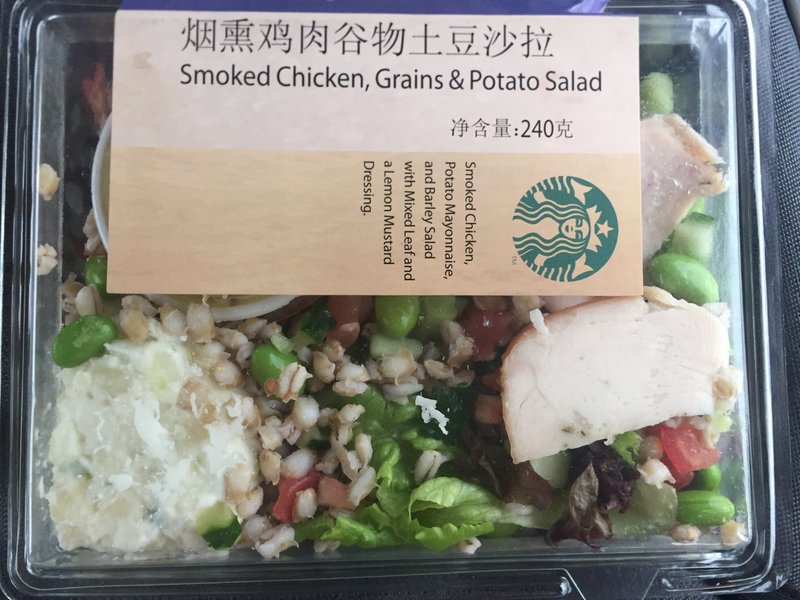 烟熏鸡肉谷物土豆沙拉
Smoked Chicken, Grains & Potato Salad
净含量:240克
Smoked Chicken,
Potato Mayonnaise,
and Barley Salad
with Mixed Leaf and
a Lemon Mustard
Dressing.
TM